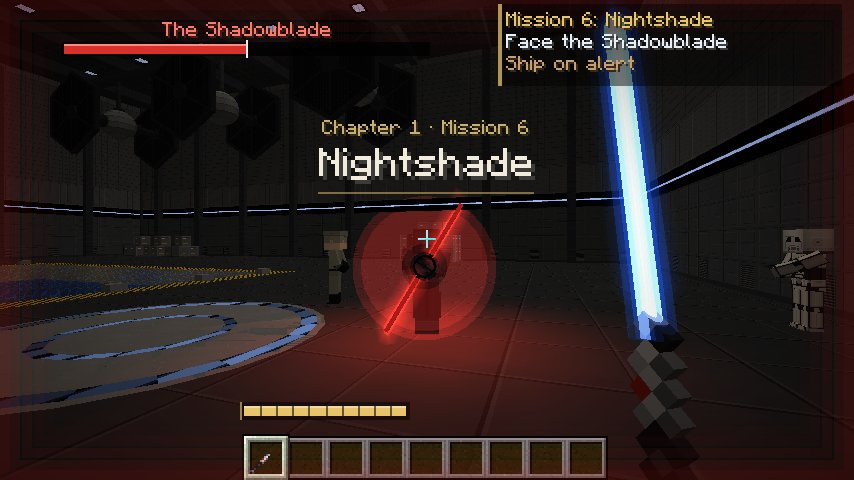 The Shadowblade
Mission 6: Nightshade
Face the Shadowblade
Ship on alert
Chapter 1 · Mission 6
Nightshade